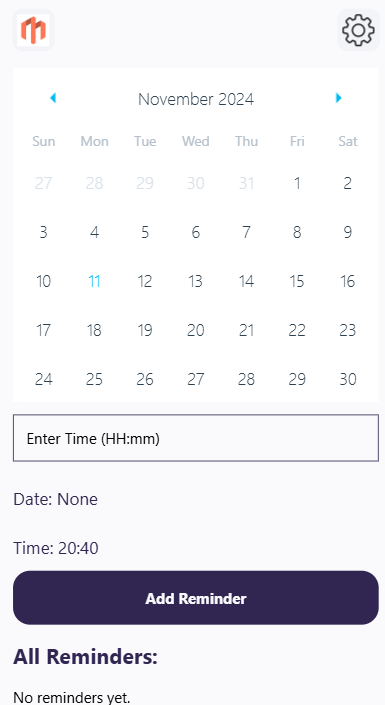 November 2024
Sun Mon Tue Wed Thu Fri Sat
27 28 29 30 31 1 2
3 4 5 6 7 8 9
10 11 12 13 14 15 16
17 18 19 20 21 22 23
24 25 26 27 28 29 30
Enter Time (HH:mm)
Date: None
Time: 20:40
Add Reminder
All Reminders:
No reminders yet.